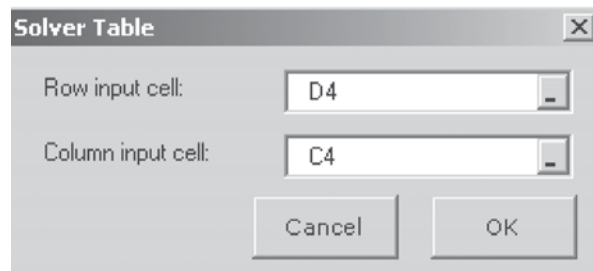 Solver Table
Row input cell: D4
Column input cell: C4
Cancel OK